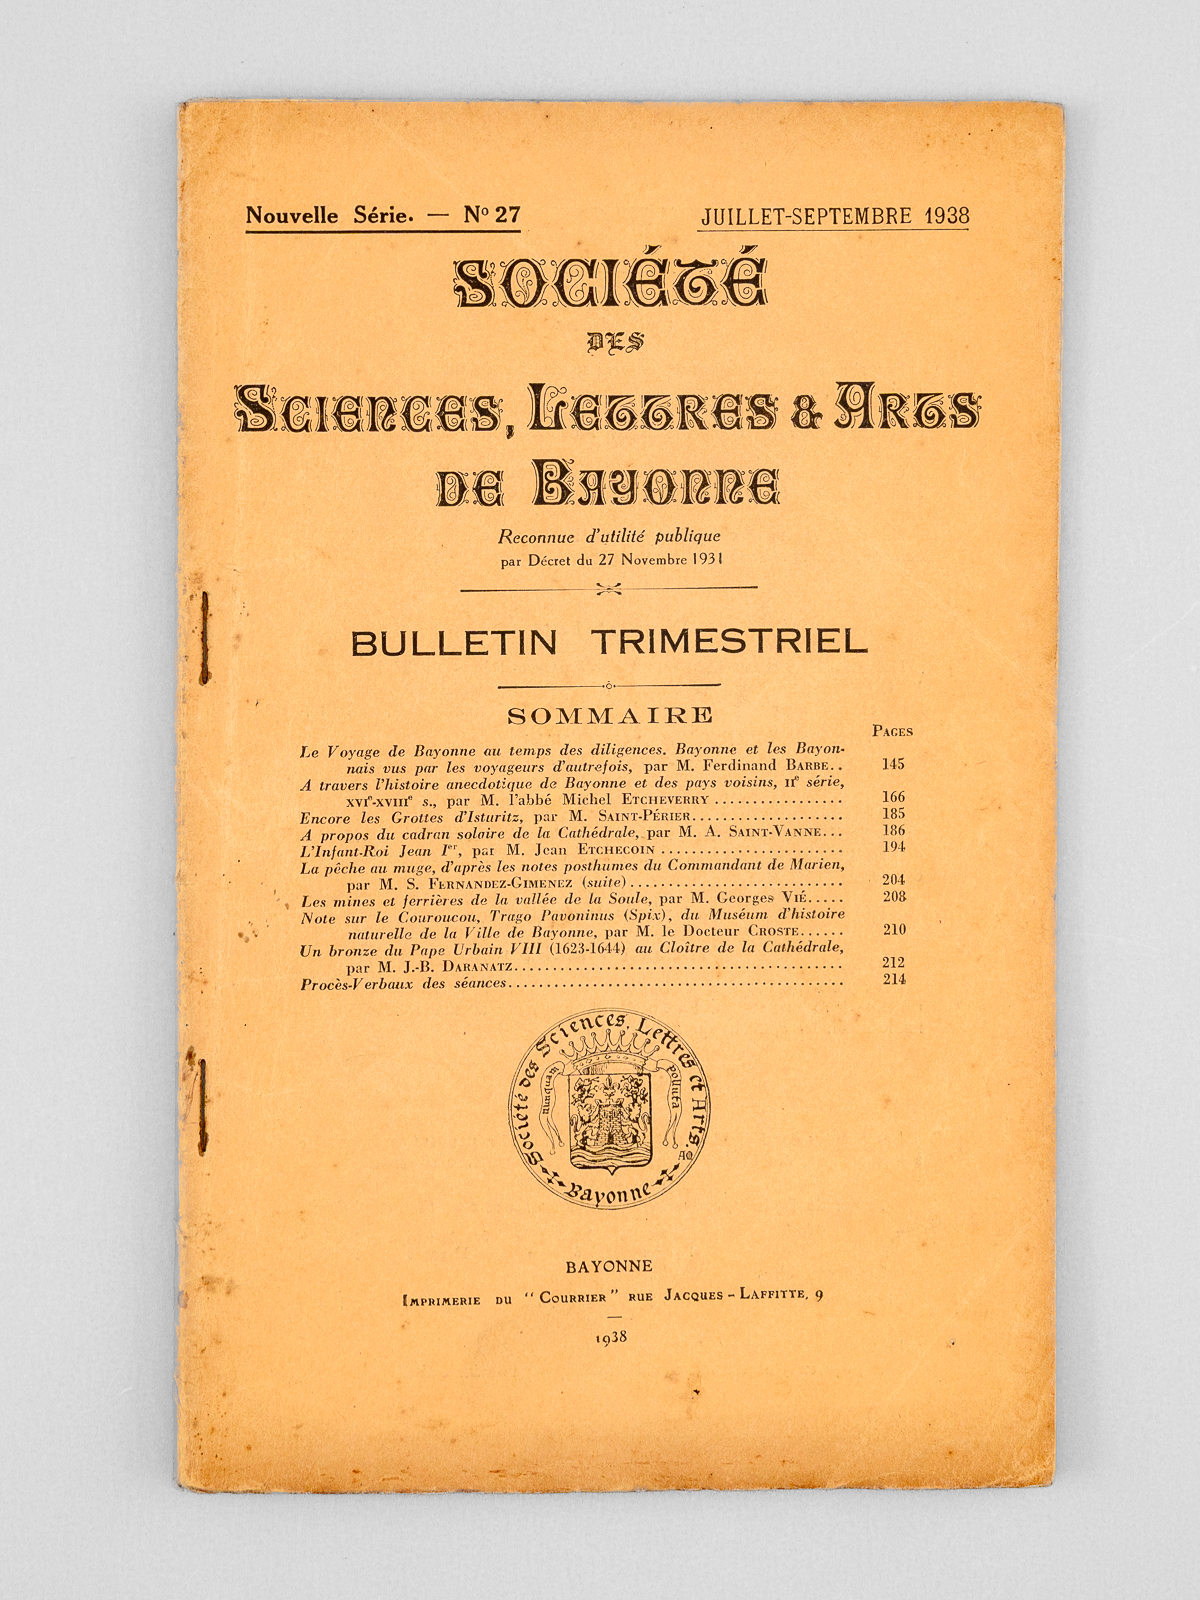 Nouvelle Série. — Nº 27
JUILLET-SEPTEMBRE 1938
SOCIÉTÉ
DES
SCIENCES, LETTRES & ARTS
DE BAYONNE
Reconnue d'utilité publique
par Décret du 27 Novembre 1931
BULLETIN TRIMESTRIEL
SOMMAIRE
PAGES
Le Voyage de Bayonne au temps des diligences. Bayonne et les Bayon-
nais vus par les voyageurs d'autrefois, par M. Ferdinand BARBE.. 145
A travers l'histoire anecdotique de Bayonne et des pays voisins, IIe série,
XVIe-XVIIIe s., par M. l'abbé Michel ETCHEVERRY ................. 166
Encore les Grottes d'Isturitz, par M. SAINT-PÉRIER.................... 185
A propos du cadran solaire de la Cathédrale, par M. A. SAINT-VANNE... 186
L'Infant-Roi Jean Ier, par M. Jean ETCHECOIN ........................ 194
La pêche au muge, d'après les notes posthumes du Commandant de Marien,
par M. S. FERNANDEZ-GIMENEZ (suite)............................ 204
Les mines et ferrières de la vallée de la Soule, par M. Georges VIÉ..... 208
Note sur le Couroucou, Trago Pavoninus (Spix), du Muséum d'histoire
naturelle de la Ville de Bayonne, par M. le Docteur CROSTE...... 210
Un bronze du Pape Urbain VIII (1623-1644) au Cloître de la Cathédrale,
par M. J.-B. DARANATZ........................................... 212
Procès-Verbaux des séances............................................ 214
Société des Sciences, Lettres et Arts.
nunquam
polluta
AQ
Bayonne
BAYONNE
IMPRIMERIE DU "COURRIER" RUE JACQUES-LAFFITTE, 9
1938